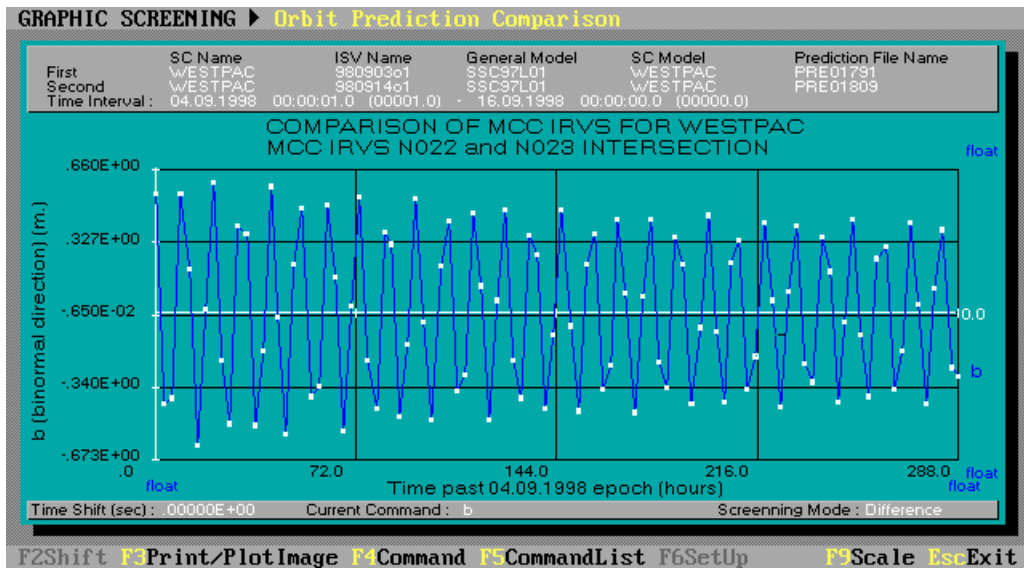 GRAPHIC SCREENING ► Orbit Prediction Comparison
SC Name ISV Name General Model SC Model Prediction File Name
First WESTPAC 980903o1 SSC97L01 WESTPAC PRE01791
Second WESTPAC 980914o1 SSC97L01 WESTPAC PRE01809
Time Interval : 04.09.1998 00:00:01.0 (00001.0) - 16.09.1998 00:00:00.0 (00000.0)
COMPARISON OF MCC IRVS FOR WESTPAC
MCC IRVS N022 and N023 INTERSECTION
float
.660E+00
.327E+00
-.650E-02
-.340E+00
-.673E+00
b (binormal direction) (m.)
10.0
b
.0 72.0 144.0 216.0 288.0 float
float Time past 04.09.1998 epoch (hours) float
Time Shift (sec) : .00000E+00 Current Command : b Screenning Mode : Difference
F2Shift F3Print/PlotImage F4Command F5CommandList F6SetUp F9Scale EscExit